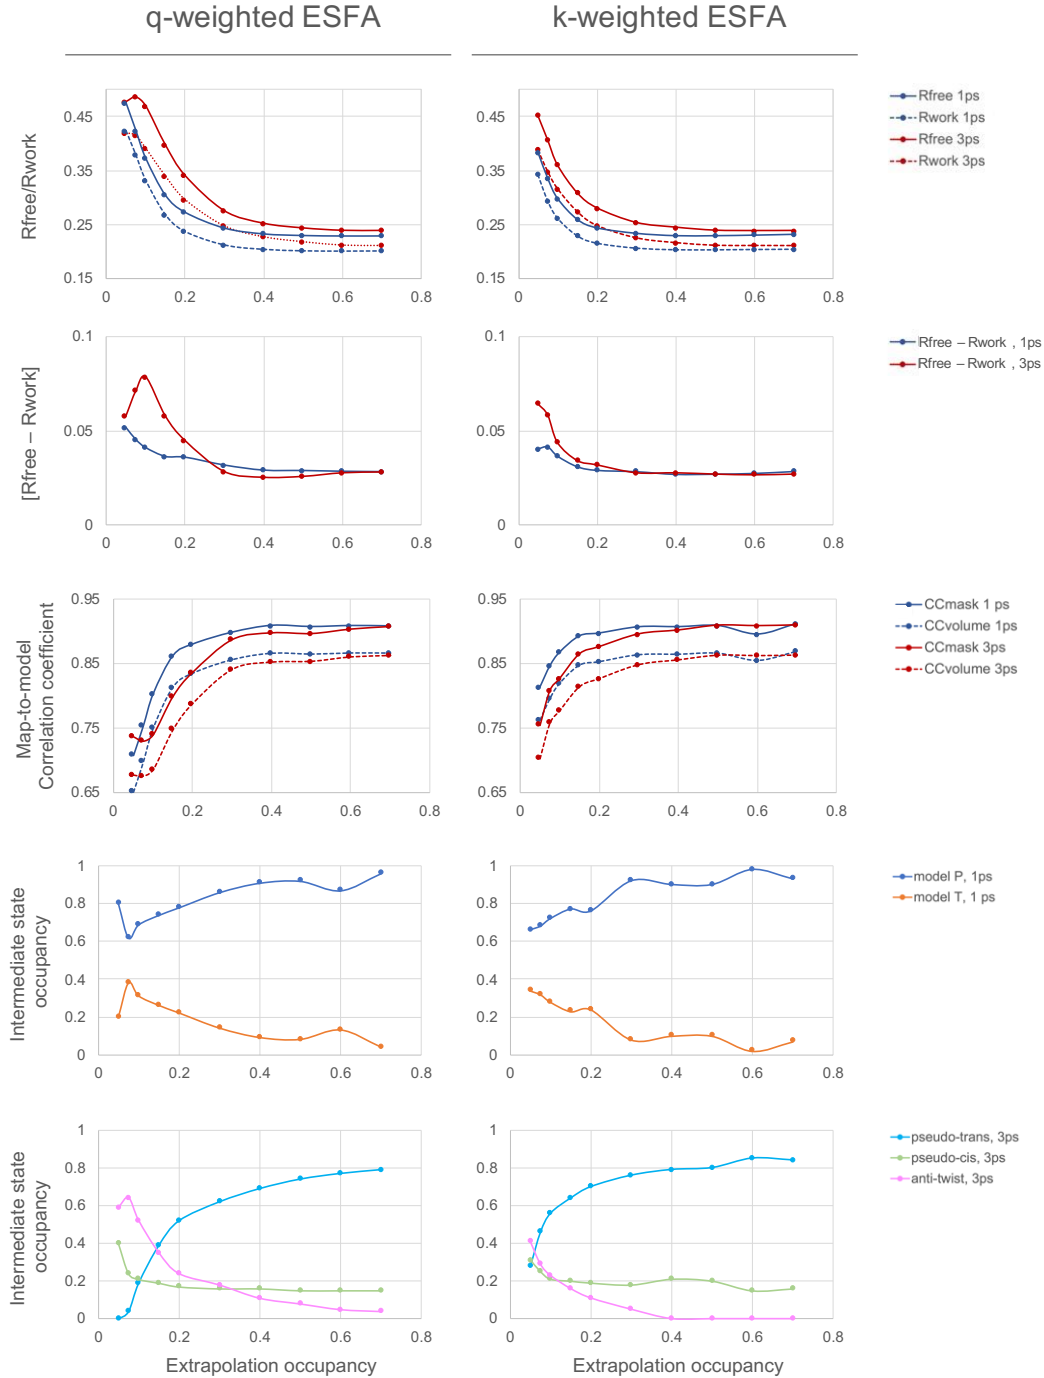 q-weighted ESFA
k-weighted ESFA
Rfree/Rwork
0.45
0.35
0.25
0.15
0 0.2 0.4 0.6 0.8
0.45
0.35
0.25
0.15
0 0.2 0.4 0.6 0.8
Rfree 1ps
Rwork 1ps
Rfree 3ps
Rwork 3ps
[Rfree – Rwork]
0.1
0.05
0
0 0.2 0.4 0.6 0.8
0.1
0.05
0
0 0.2 0.4 0.6 0.8
Rfree – Rwork , 1ps
Rfree – Rwork , 3ps
Map-to-model
Correlation coefficient
0.95
0.85
0.75
0.65
0 0.2 0.4 0.6 0.8
0.95
0.85
0.75
0.65
0 0.2 0.4 0.6 0.8
CCmask 1 ps
CCvolume 1ps
CCmask 3ps
CCvolume 3ps
Intermediate state
occupancy
1
0.8
0.6
0.4
0.2
0
0 0.2 0.4 0.6 0.8
1
0.8
0.6
0.4
0.2
0
0 0.2 0.4 0.6 0.8
model P, 1ps
model T, 1 ps
Intermediate state
occupancy
1
0.8
0.6
0.4
0.2
0
0 0.2 0.4 0.6 0.8
Extrapolation occupancy
1
0.8
0.6
0.4
0.2
0
0 0.2 0.4 0.6 0.8
Extrapolation occupancy
pseudo-trans, 3ps
pseudo-cis, 3ps
anti-twist, 3ps